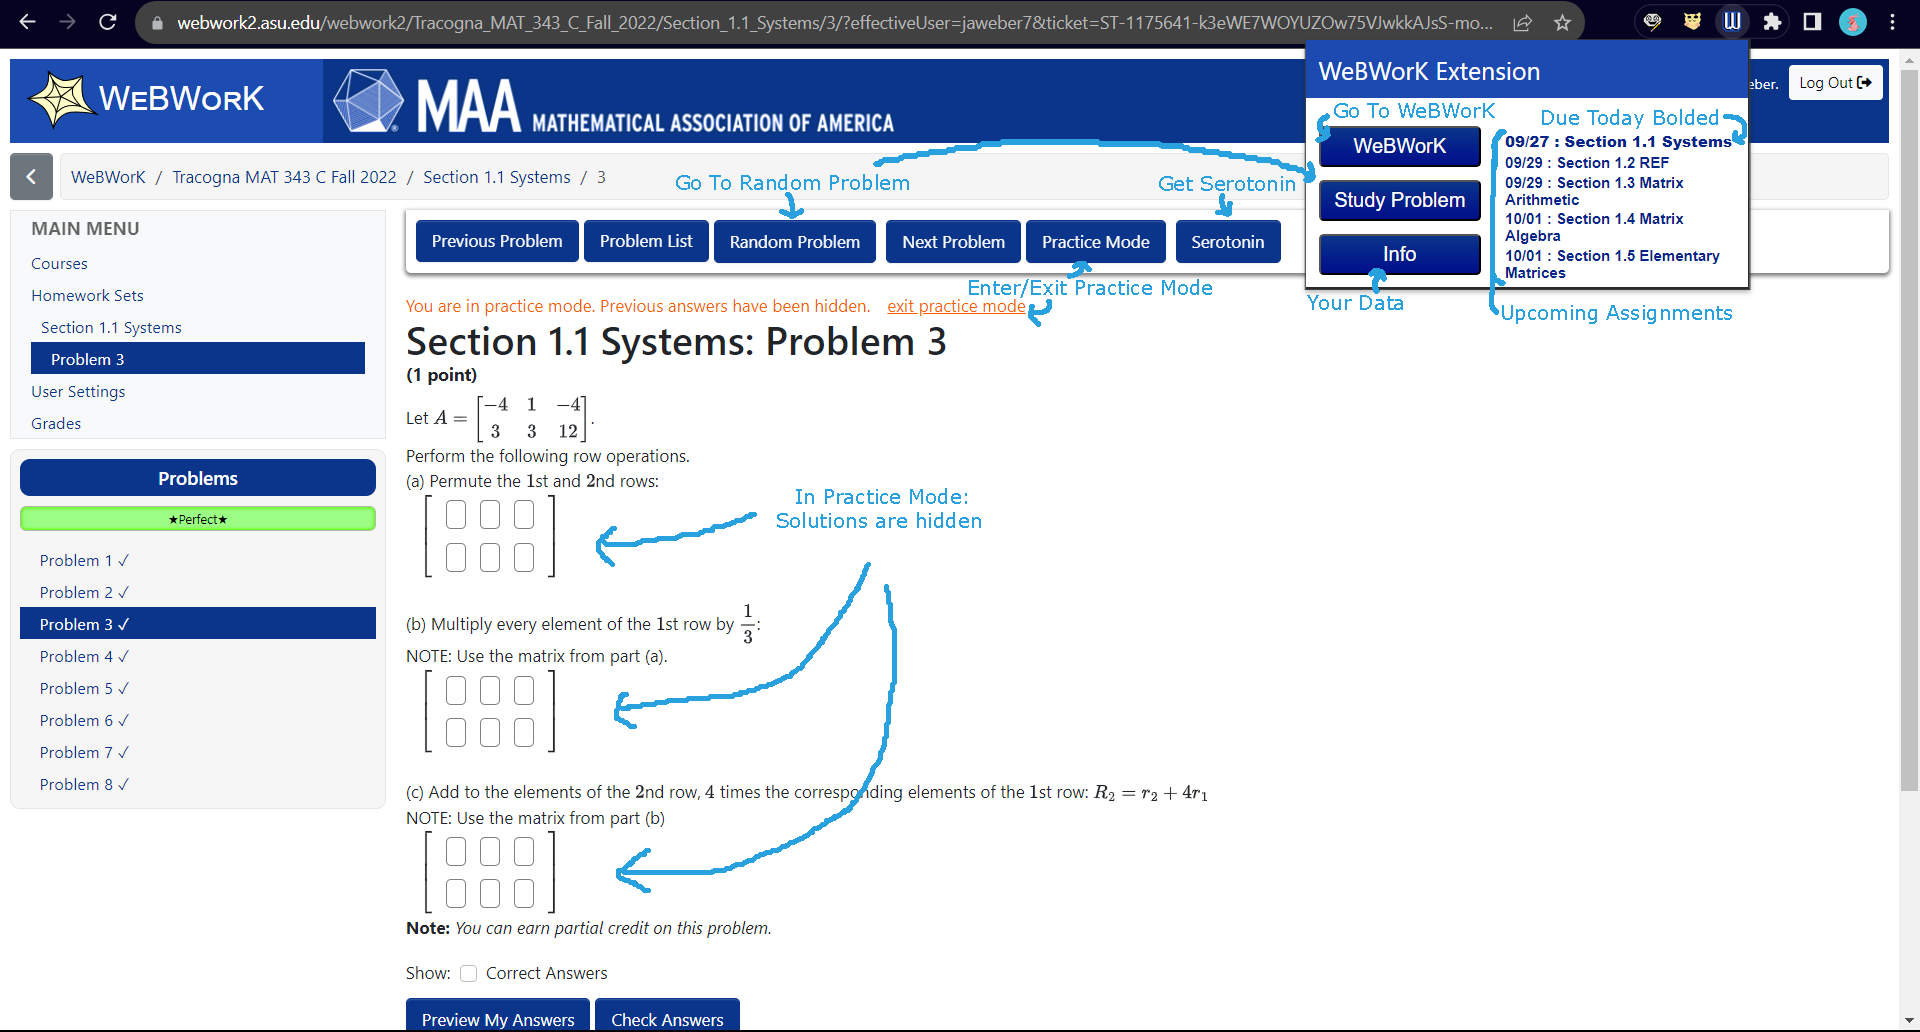 webwork2.asu.edu/webwork2/Tracogna_MAT_343_C_Fall_2022/Section_1.1_Systems/3/?effectiveUser=jaweber7&ticket=ST-1175641-k3eWE7WOYUZOw75VJwkkAJsS-mo...
WEBWORK
MAA MATHEMATICAL ASSOCIATION OF AMERICA
eber.
Log Out
WeBWorK Extension
Go To WeBWorK
WeBWorK
Study Problem
Info
Your Data
Due Today Bolded
09/27 : Section 1.1 Systems
09/29 : Section 1.2 REF
09/29 : Section 1.3 Matrix
Arithmetic
10/01 : Section 1.4 Matrix
Algebra
10/01 : Section 1.5 Elementary
Matrices
Upcoming Assignments
WeBWorK / Tracogna MAT 343 C Fall 2022 / Section 1.1 Systems / 3
Go To Random Problem
Get Serotonin
MAIN MENU
Courses
Homework Sets
Section 1.1 Systems
Problem 3
User Settings
Grades
Problems
★Perfect★
Problem 1 ✓
Problem 2 ✓
Problem 3 ✓
Problem 4 ✓
Problem 5 ✓
Problem 6 ✓
Problem 7 ✓
Problem 8 ✓
Previous Problem
Problem List
Random Problem
Next Problem
Practice Mode
Serotonin
Enter/Exit Practice Mode
You are in practice mode. Previous answers have been hidden. exit practice mode
Section 1.1 Systems: Problem 3
(1 point)
Let A = [−4 1 −4
3 3 12].
Perform the following row operations.
(a) Permute the 1st and 2nd rows:
In Practice Mode:
Solutions are hidden
(b) Multiply every element of the 1st row by 1/3:
NOTE: Use the matrix from part (a).
(c) Add to the elements of the 2nd row, 4 times the corresponding elements of the 1st row: R₂ = r₂ + 4r₁
NOTE: Use the matrix from part (b)
Note: You can earn partial credit on this problem.
Show: Correct Answers
Preview My Answers
Check Answers